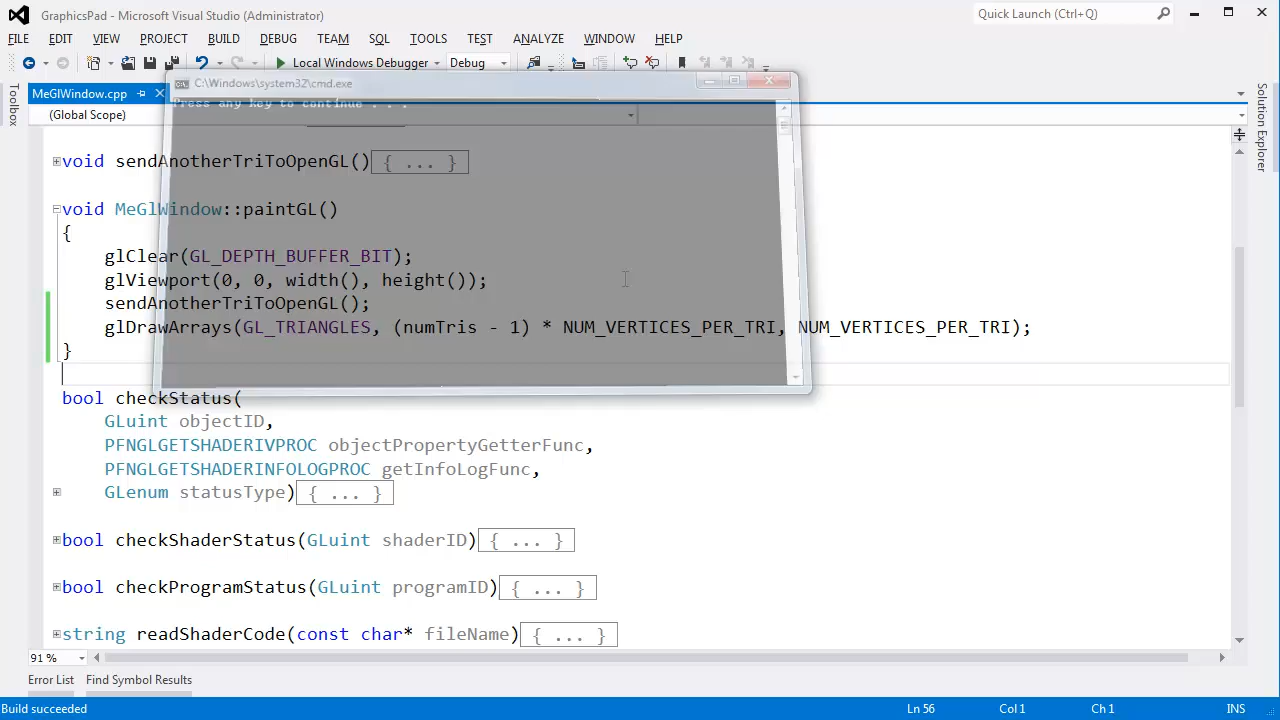 GraphicsPad - Microsoft Visual Studio (Administrator)
Quick Launch (Ctrl+Q)
FILE EDIT VIEW PROJECT BUILD DEBUG TEAM SQL TOOLS TEST ANALYZE WINDOW HELP
Local Windows Debugger Debug
C:\Windows\system32\cmd.exe
Press any key to continue . . .
Toolbox
MeGlWindow.cpp
Solution Explorer
(Global Scope)
void sendAnotherTriToOpenGL(){ ... }
void MeGlWindow::paintGL()
{
glClear(GL_DEPTH_BUFFER_BIT);
glViewport(0, 0, width(), height());
sendAnotherTriToOpenGL();
glDrawArrays(GL_TRIANGLES, (numTris - 1) * NUM_VERTICES_PER_TRI, NUM_VERTICES_PER_TRI);
}
bool checkStatus(
GLuint objectID,
PFNGLGETSHADERIVPROC objectPropertyGetterFunc,
PFNGLGETSHADERINFOLOGPROC getInfoLogFunc,
GLenum statusType){ ... }
bool checkShaderStatus(GLuint shaderID){ ... }
bool checkProgramStatus(GLuint programID){ ... }
string readShaderCode(const char* fileName){ ... }
91 %
Error List Find Symbol Results
Build succeeded Ln 56 Col 1 Ch 1 INS